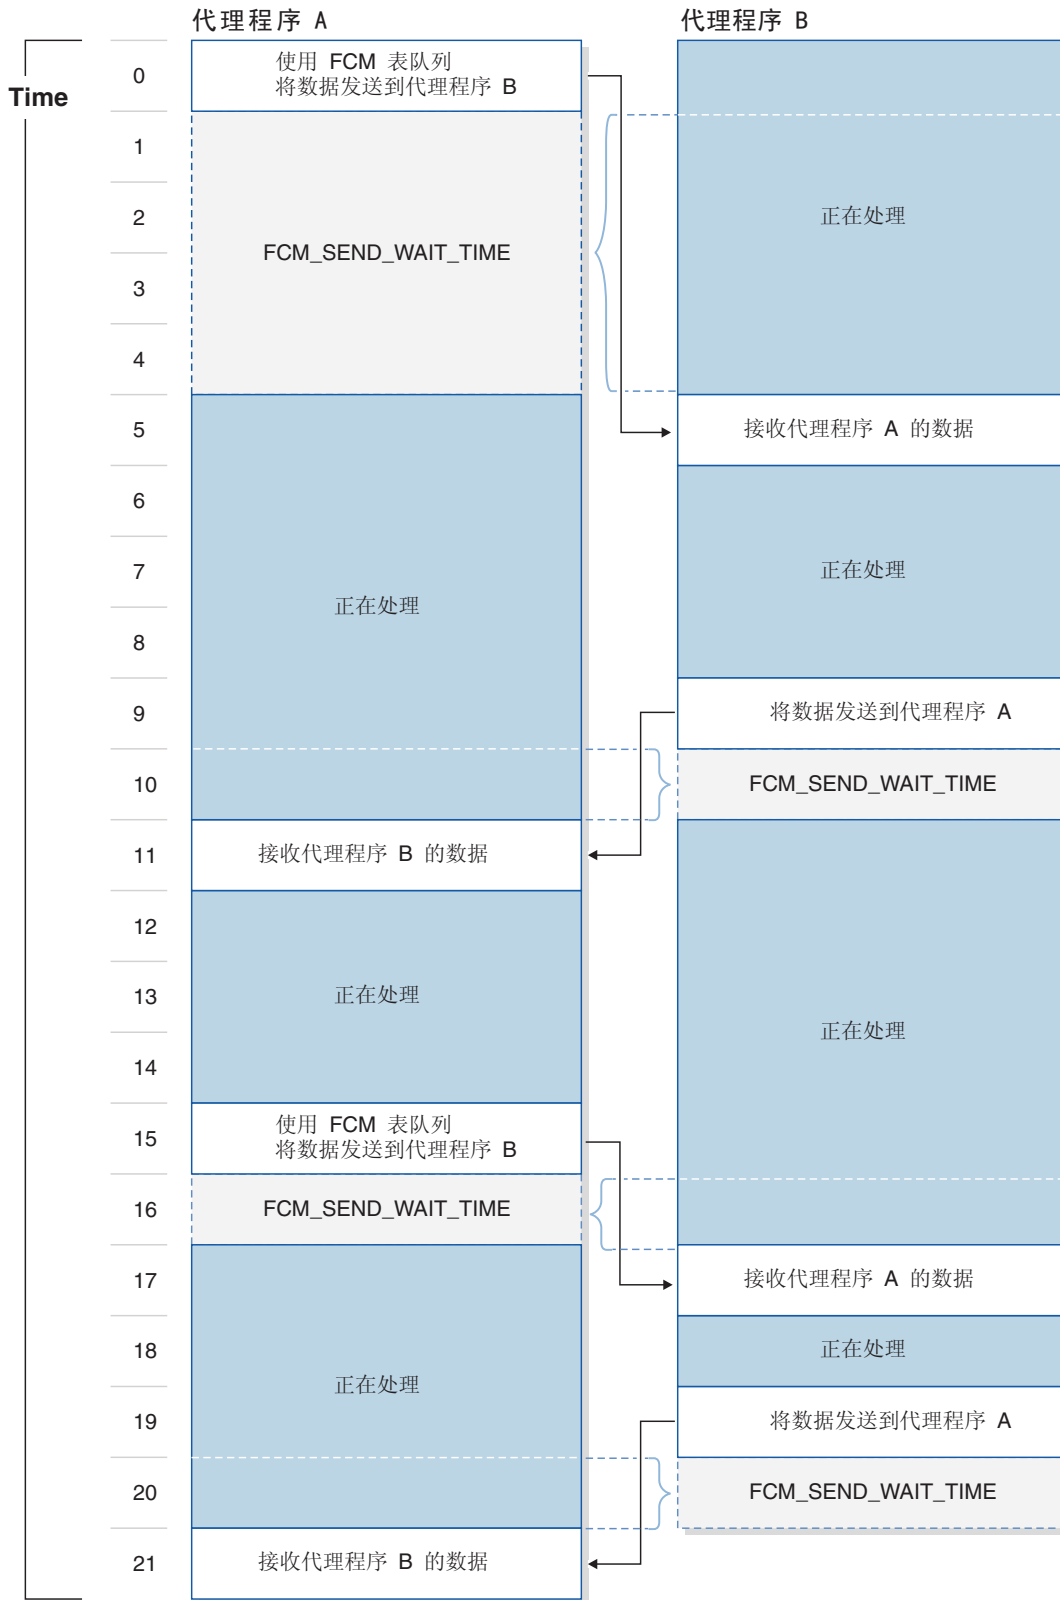 代理程序 A
代理程序 B
Time
0
使用 FCM 表队列
将数据发送到代理程序 B
1
2
正在处理
FCM_SEND_WAIT_TIME
3
4
5
接收代理程序 A 的数据
6
7
正在处理
正在处理
8
9
将数据发送到代理程序 A
10
FCM_SEND_WAIT_TIME
11
接收代理程序 B 的数据
12
13
正在处理
正在处理
14
15
使用 FCM 表队列
将数据发送到代理程序 B
16
FCM_SEND_WAIT_TIME
17
接收代理程序 A 的数据
18
正在处理
正在处理
19
将数据发送到代理程序 A
20
FCM_SEND_WAIT_TIME
21
接收代理程序 B 的数据